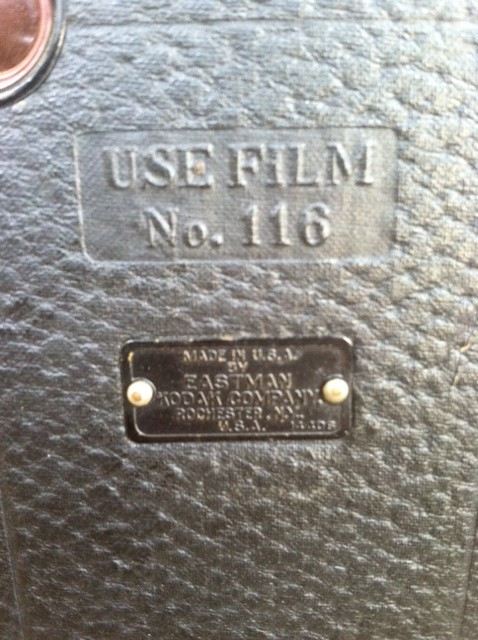 USE FILM
No. 116
MADE IN U.S.A.
BY
EASTMAN
KODAK COMPANY
ROCHESTER, N.Y.
U.S.A.